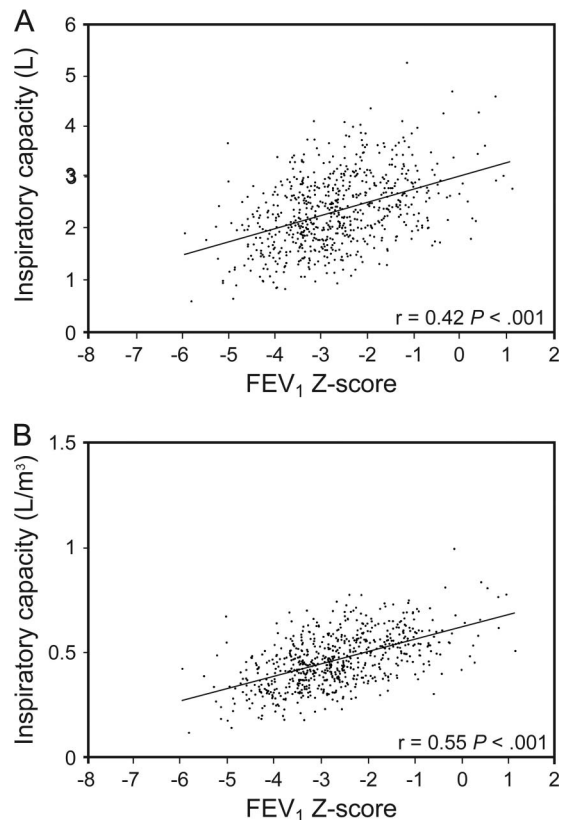 A
Inspiratory capacity (L)
6
5
4
3
2
1
0
-8 -7 -6 -5 -4 -3 -2 -1 0 1 2
FEV₁ Z-score
r = 0.42 P < .001
B
Inspiratory capacity (L/m³)
1.5
1
0.5
0
-8 -7 -6 -5 -4 -3 -2 -1 0 1 2
FEV₁ Z-score
r = 0.55 P < .001